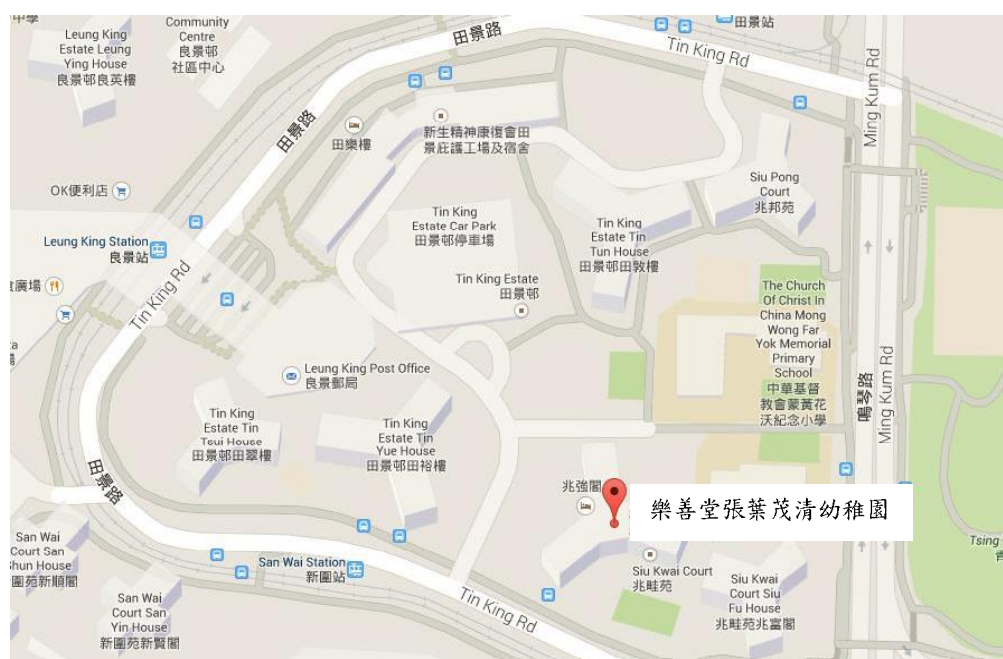 中學
Leung King
Estate Leung
Ying House
良景邨良英樓
Community
Centre
良景邨
社區中心
田景路
田景站
Tin King Rd
Ming Kum Rd
田景路
田樂樓
新生精神康復會田
景庇護工場及宿舍
OK便利店
Siu Pong
Court
兆邦苑
Leung King Station
良景站
Tin King
Estate Car Park
田景邨停車場
Tin King
Estate Tin
Tun House
田景邨田敦樓
Tin King Estate
田景邨
廣場
Tin King Rd
The Church
Of Christ In
China Mong
Wong Far
Yok Memorial
Primary
School
中華基督
教會蒙黃花
沃紀念小學
Leung King Post Office
良景郵局
鳴琴路
Ming Kum Rd
Tin King
Estate Tin
Tsui House
田景邨田翠樓
Tin King
Estate Tin
Yue House
田景邨田裕樓
田景路
兆強閣
樂善堂張葉茂清幼稚園
San Wai
Court San
Shun House
新圍苑新順閣
San Wai Station
新圍站
Siu Kwai Court
兆畦苑
Siu Kwai
Court Siu
Fu House
兆畦苑兆富閣
Tsing
San Wai
Court San
Yin House
新圍苑新賢閣
Tin King Rd